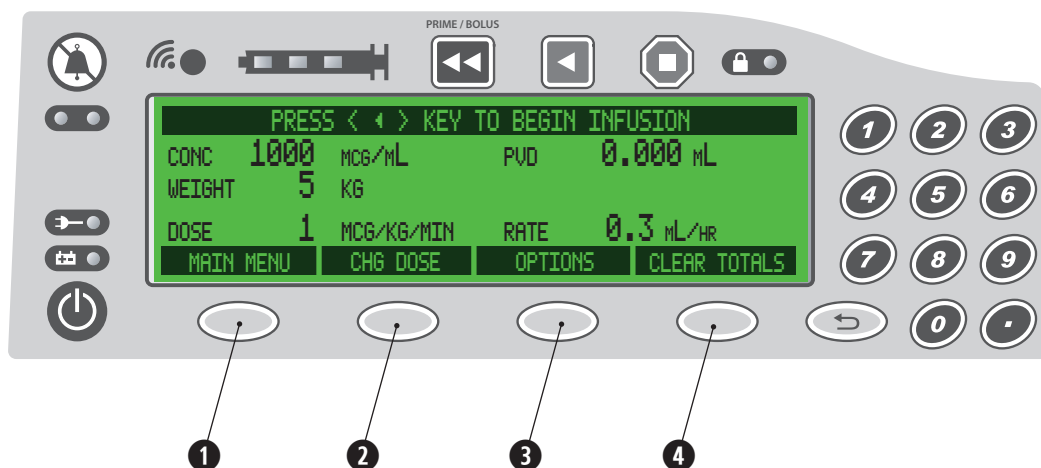 PRIME / BOLUS
PRESS < ◀ > KEY TO BEGIN INFUSION
CONC 1000 MCG/ML PVD 0.000 ML
WEIGHT 5 KG
DOSE 1 MCG/KG/MIN RATE 0.3 ML/HR
MAIN MENU CHG DOSE OPTIONS CLEAR TOTALS
1 2 3
4 5 6
7 8 9
0 .
1 2 3 4